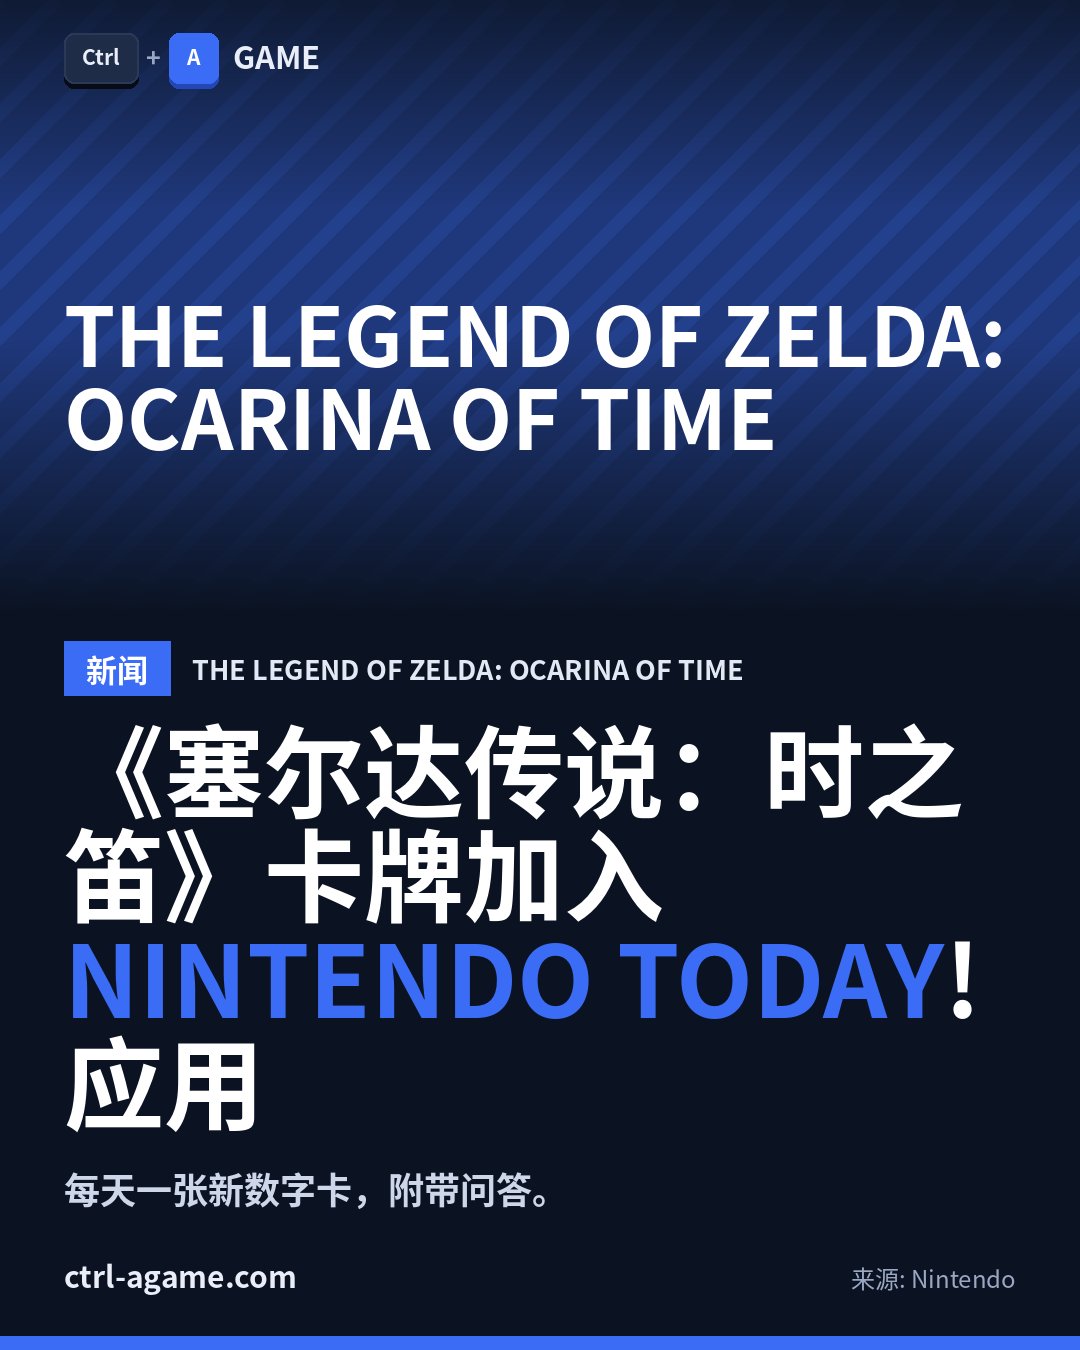 Ctrl + A GAME
THE LEGEND OF ZELDA:
OCARINA OF TIME
新闻 THE LEGEND OF ZELDA: OCARINA OF TIME
《塞尔达传说：时之
笛》卡牌加入
NINTENDO TODAY!
应用
每天一张新数字卡，附带问答。
ctrl-agame.com 来源: Nintendo